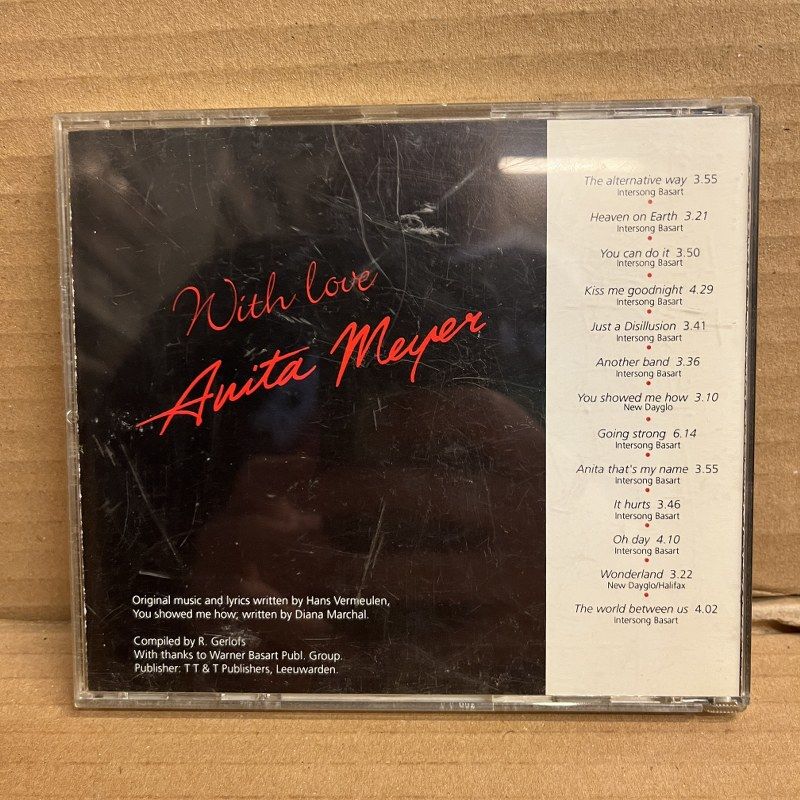 With love
Anita Meyer
Original music and lyrics written by Hans Vermeulen,
You showed me how; written by Diana Marchal.
Compiled by R. Gerlofs
With thanks to Warner Basart Publ. Group.
Publisher: T T & T Publishers, Leeuwarden.
The alternative way 3.55
Intersong Basart
Heaven on Earth 3.21
Intersong Basart
You can do it 3.50
Intersong Basart
Kiss me goodnight 4.29
Intersong Basart
Just a Disillusion 3.41
Intersong Basart
Another band 3.36
Intersong Basart
You showed me how 3.10
New Dayglo
Going strong 6.14
Intersong Basart
Anita that's my name 3.55
Intersong Basart
It hurts 3.46
Intersong Basart
Oh day 4.10
Intersong Basart
Wonderland 3.22
New Dayglo/Halifax
The world between us 4.02
Intersong Basart